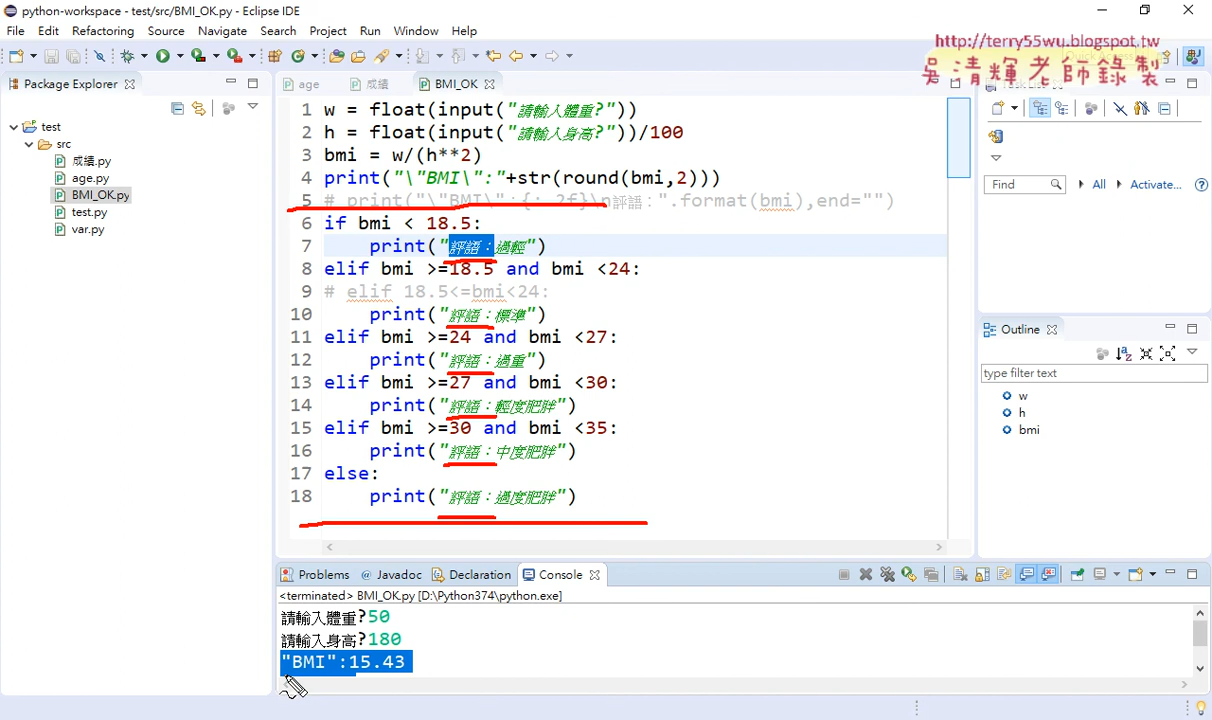 python-workspace - test/src/BMI_OK.py - Eclipse IDE
File Edit Refactoring Source Navigate Search Project Run Window Help
http://terry55wu.blogspot.tw
吳清輝老師錄製
Package Explorer
test
src
成績.py
age.py
BMI_OK.py
test.py
var.py
age 成績 BMI_OK
1 w = float(input("請輸入體重?"))
2 h = float(input("請輸入身高?"))/100
3 bmi = w/(h**2)
4 print("\"BMI\":"+str(round(bmi,2)))
5 # print("\"BMI\":{:.2f}\n評語：".format(bmi),end="")
6 if bmi < 18.5:
7 print("評語：過輕")
8 elif bmi >=18.5 and bmi <24:
9 # elif 18.5<=bmi<24:
10 print("評語：標準")
11 elif bmi >=24 and bmi <27:
12 print("評語：過重")
13 elif bmi >=27 and bmi <30:
14 print("評語：輕度肥胖")
15 elif bmi >=30 and bmi <35:
16 print("評語：中度肥胖")
17 else:
18 print("評語：過度肥胖")
Find All Activate...
Outline
type filter text
w
h
bmi
Problems @ Javadoc Declaration Console
<terminated> BMI_OK.py [D:\Python374\python.exe]
請輸入體重?50
請輸入身高?180
"BMI":15.43